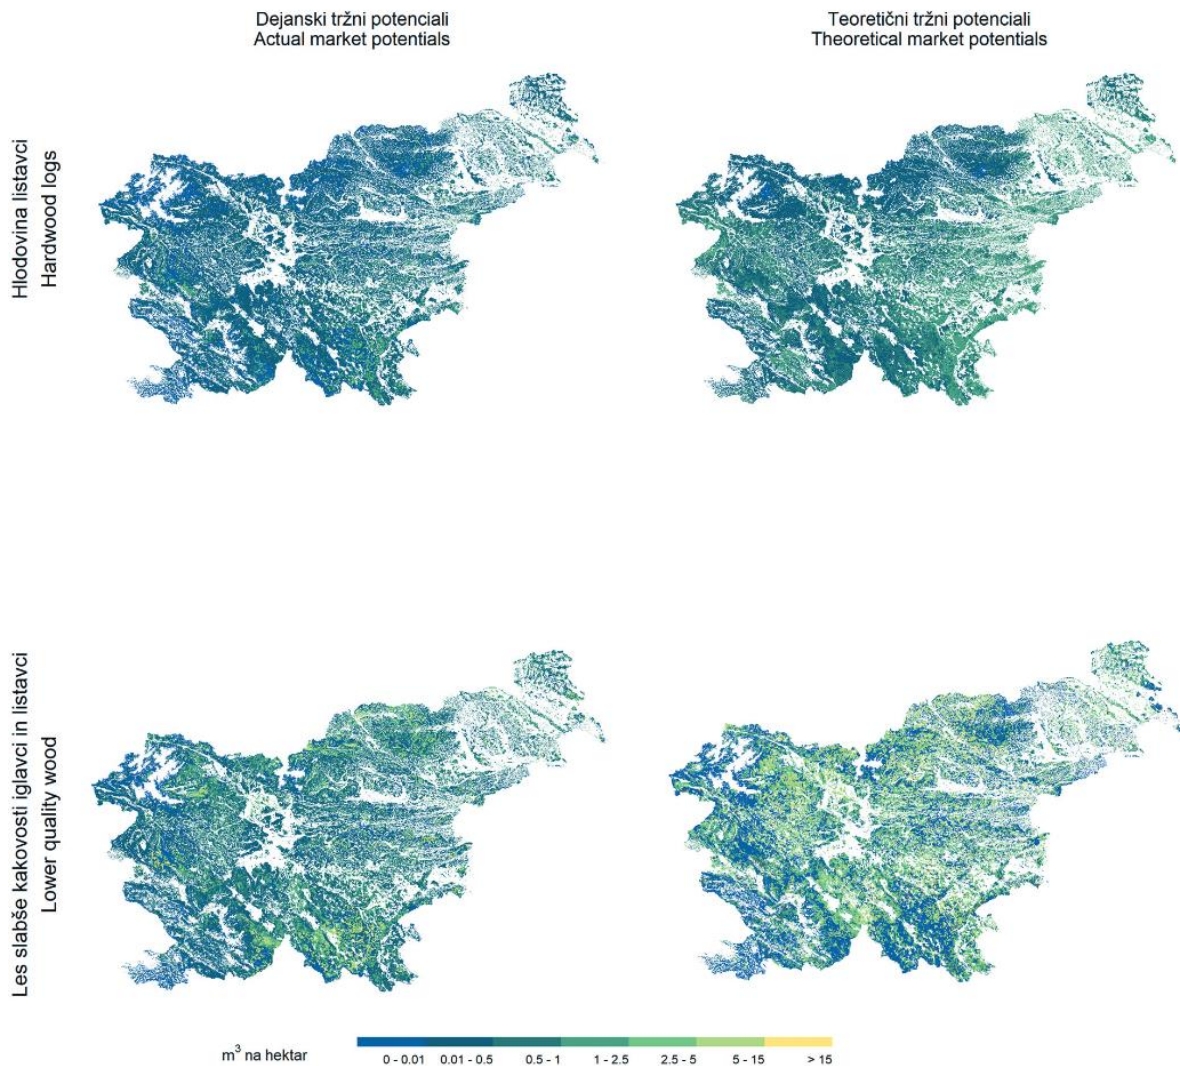 Dejanski tržni potenciali
Actual market potentials
Teoretični tržni potenciali
Theoretical market potentials
Hlodovina listavci
Hardwood logs
Les slabše kakovosti iglavci in listavci
Lower quality wood
m³ na hektar
0 - 0.01 0.01 - 0.5 0.5 - 1 1 - 2.5 2.5 - 5 5 - 15 > 15